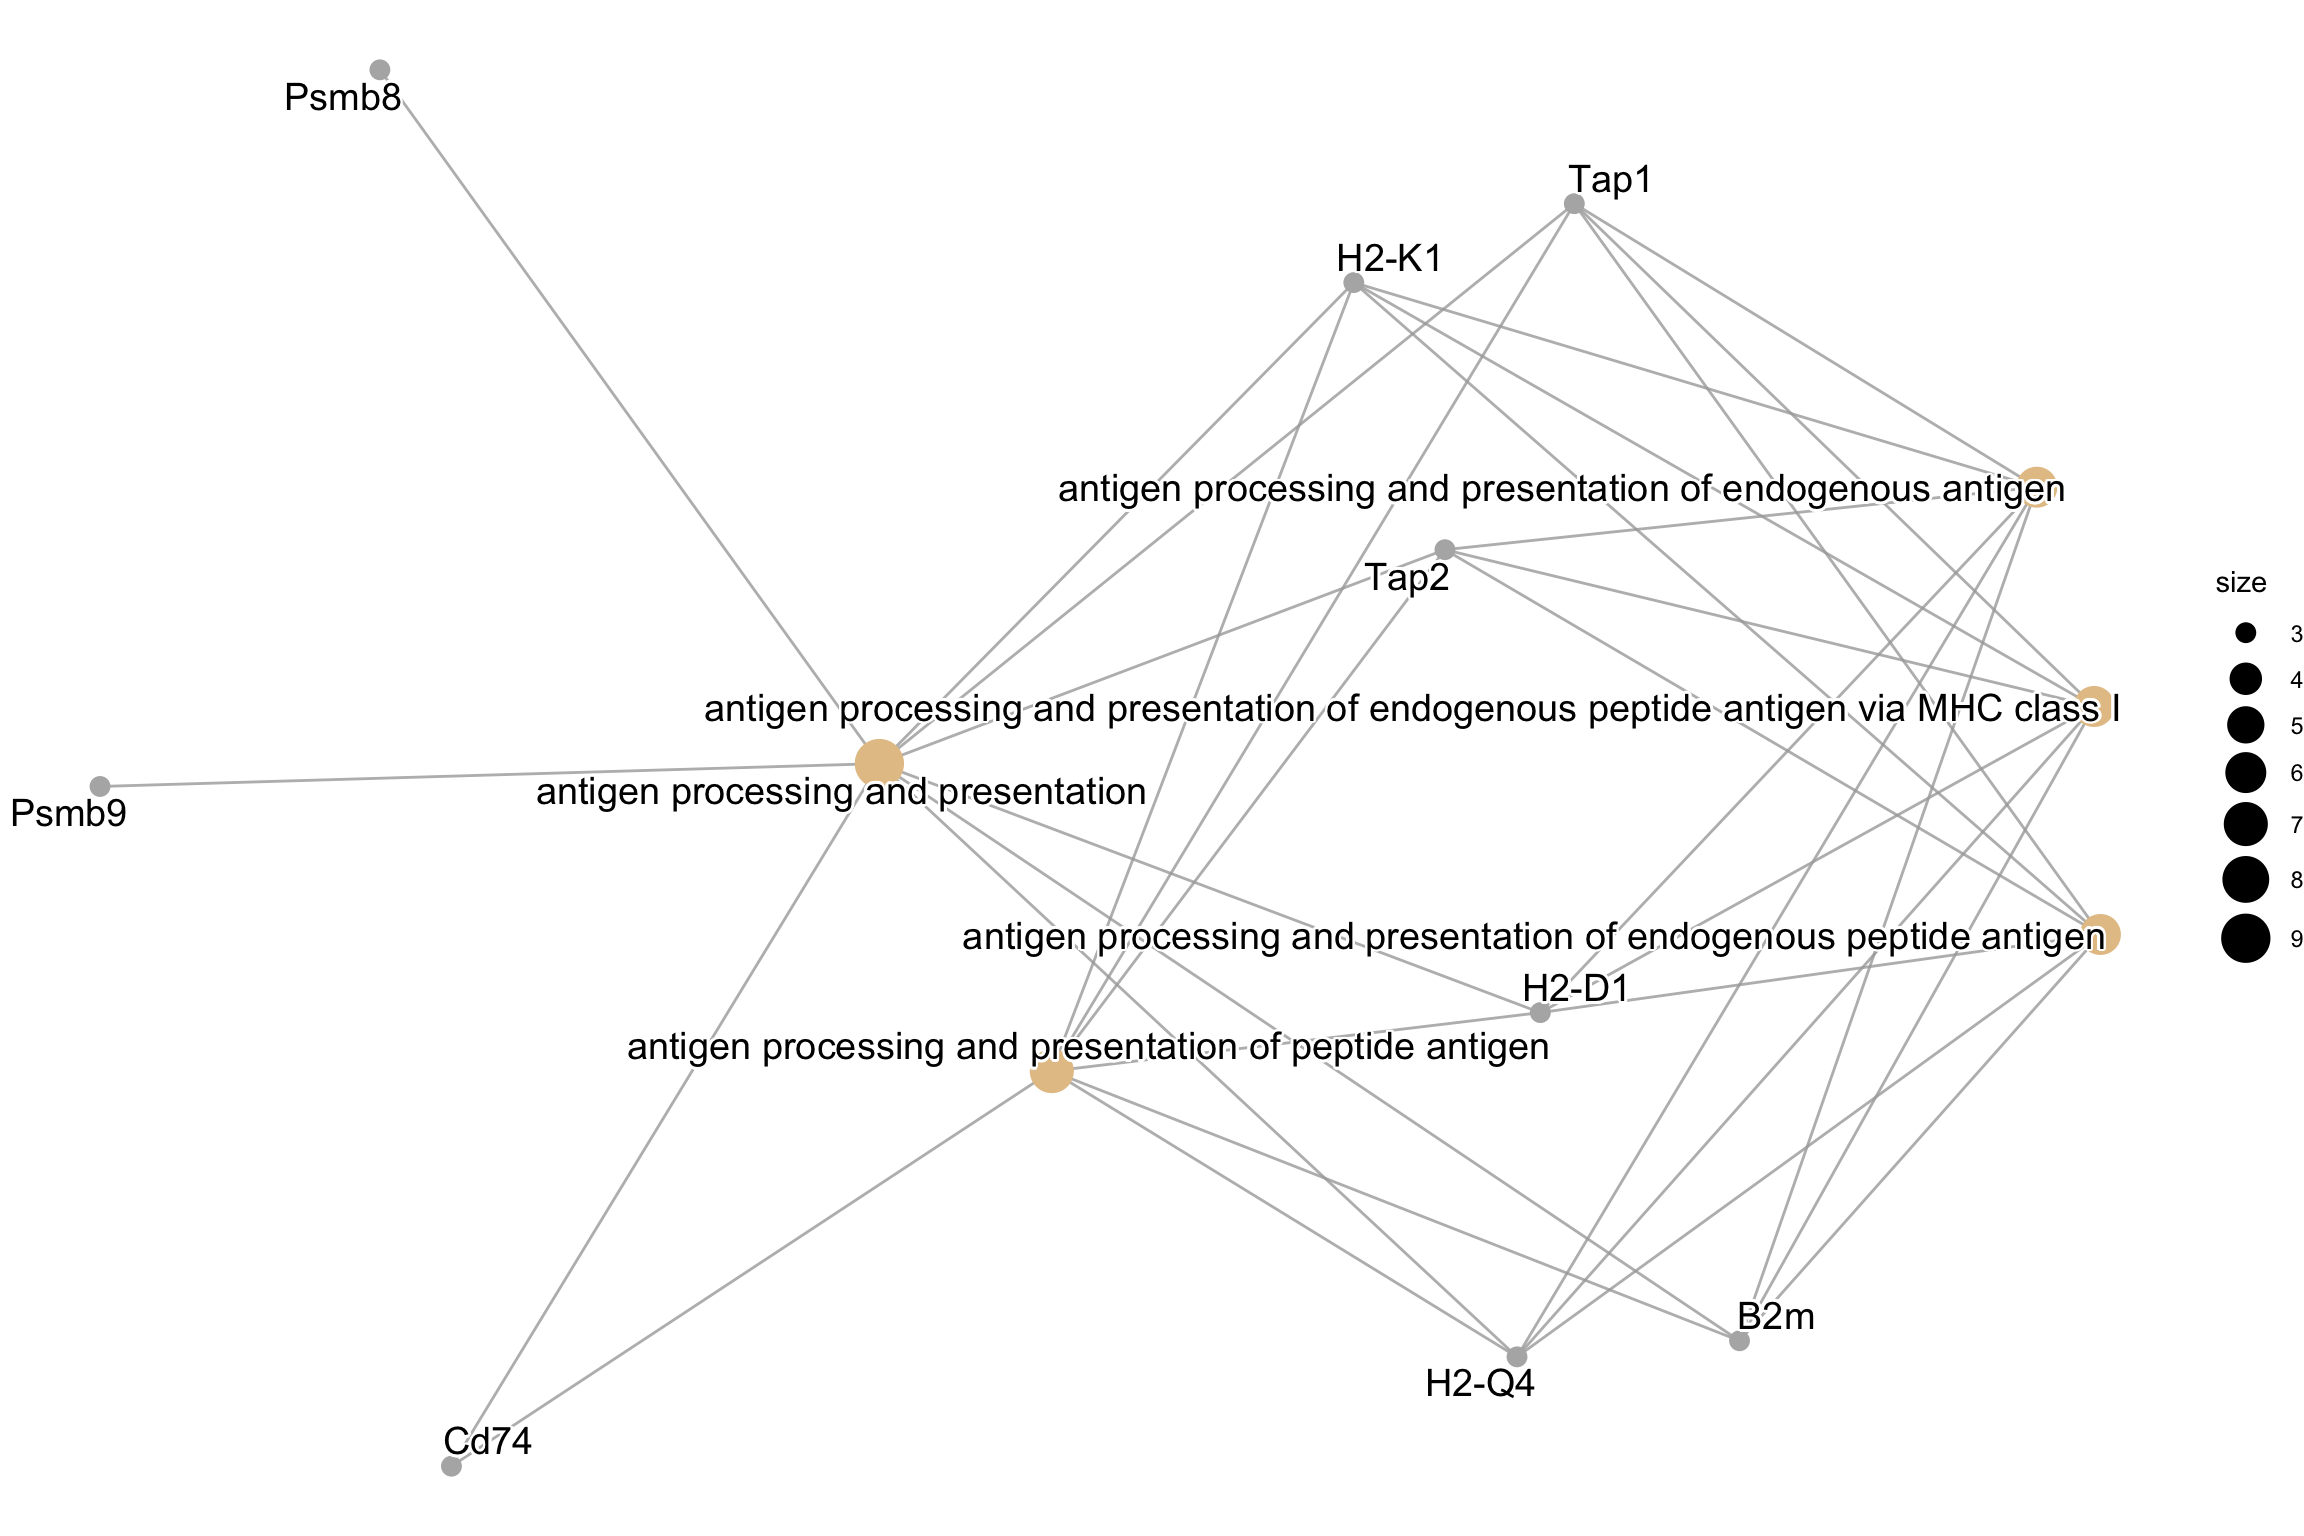 Psmb8
Tap1
H2-K1
antigen processing and presentation of endogenous antigen
Tap2
size
3
4
5
6
7
8
9
antigen processing and presentation of endogenous peptide antigen via MHC class I
antigen processing and presentation
Psmb9
antigen processing and presentation of endogenous peptide antigen
H2-D1
antigen processing and presentation of peptide antigen
B2m
H2-Q4
Cd74